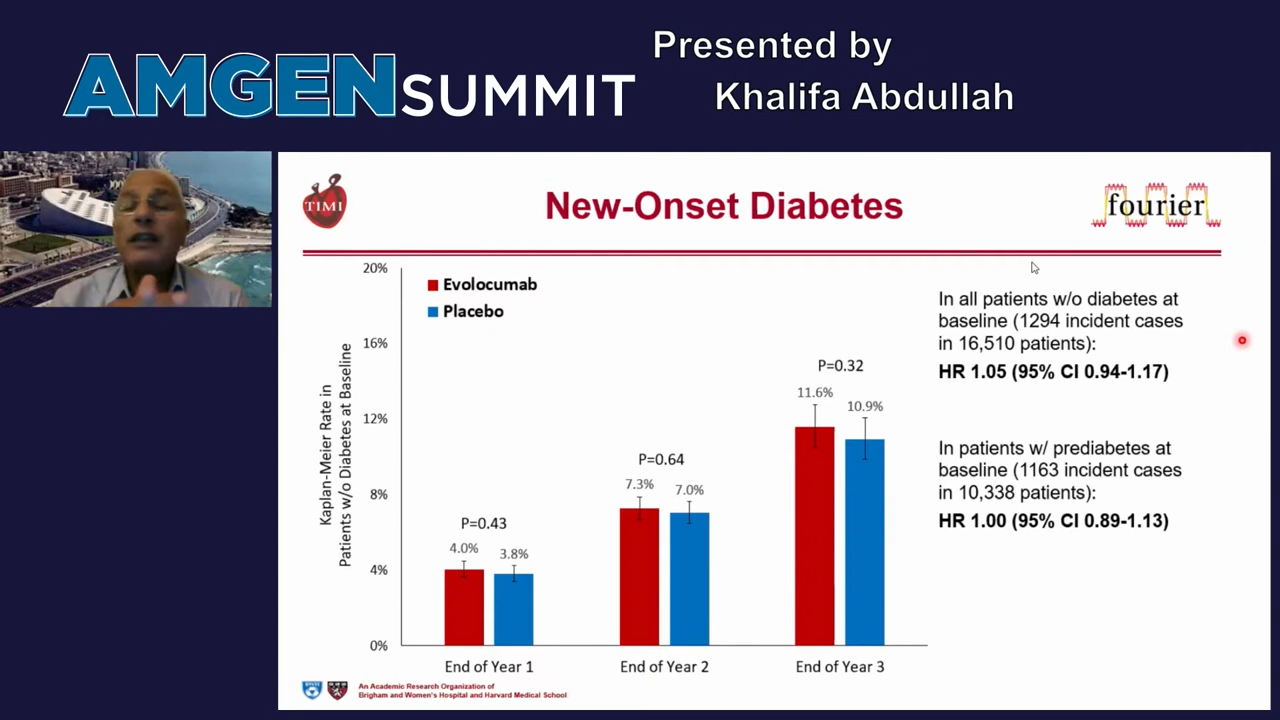 AMGEN SUMMIT
Presented by
Khalifa Abdullah
TIMI
New-Onset Diabetes
fourier
Kaplan-Meier Rate in
Patients w/o Diabetes at Baseline
20%
16%
12%
8%
4%
0%
Evolocumab
Placebo
P=0.43
4.0%
3.8%
P=0.64
7.3%
7.0%
P=0.32
11.6%
10.9%
End of Year 1
End of Year 2
End of Year 3
In all patients w/o diabetes at
baseline (1294 incident cases
in 16,510 patients):
HR 1.05 (95% CI 0.94-1.17)
In patients w/ prediabetes at
baseline (1163 incident cases
in 10,338 patients):
HR 1.00 (95% CI 0.89-1.13)
An Academic Research Organization of
Brigham and Women's Hospital and Harvard Medical School